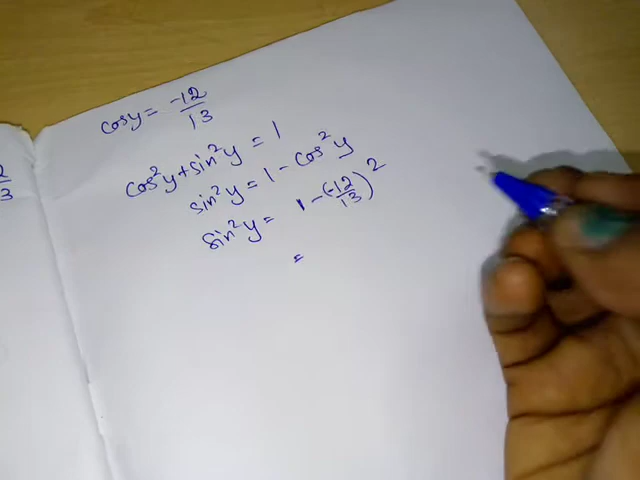 cosy = -12/13
cos²y + sin²y = 1
sin²y = 1 - cos²y
sin²y = 1 - (-12/13)²
=